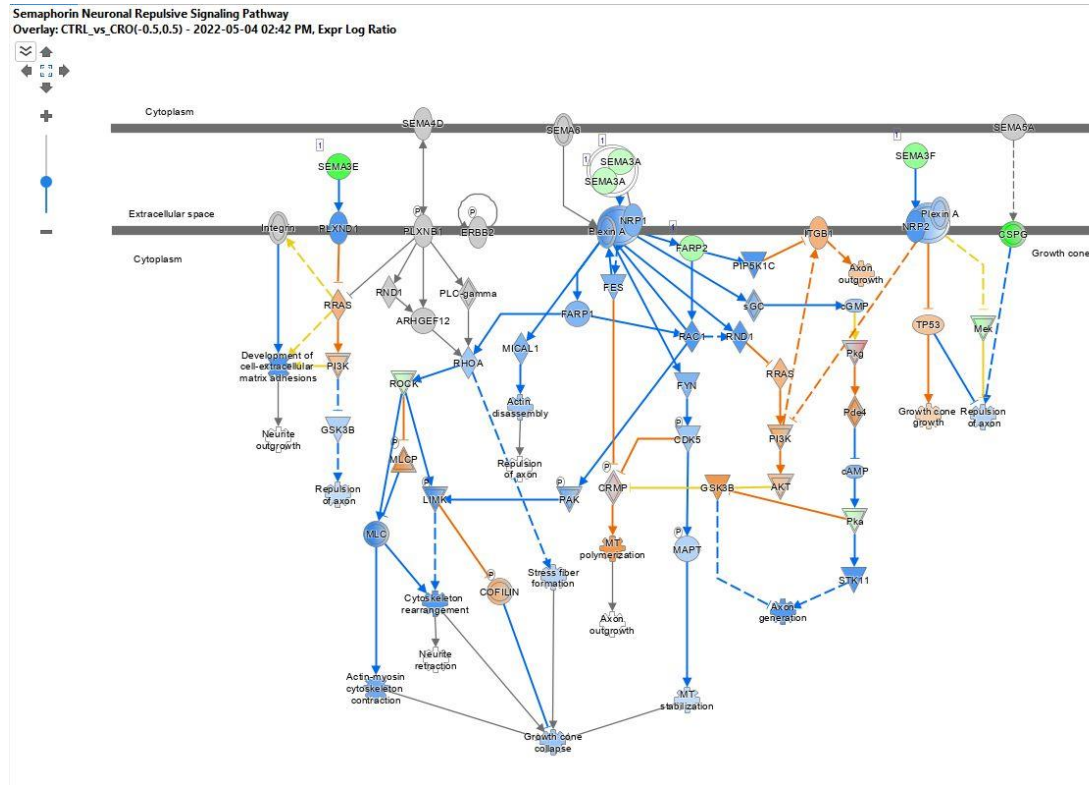 Semaphorin Neuronal Repulsive Signaling Pathway
Overlay: CTRL_vs_CRO(-0.5,0.5) - 2022-05-04 02:42 PM, Expr Log Ratio
Cytoplasm
SEMA4D
SEMA6
SEMA5A
1
SEMA3E
1
1
SEMA3A
SEMA3A
1
SEMA3F
Extracellular space
Integrin
PLXND1
P
PLXNB1
P
ERBB2
Plexin A
NRP1
1
FARP2
ITGB1
NRP2
Plexin A
CSPG
Cytoplasm
Growth cone
PIP5K1C
Axon
outgrowth
RRAS
RND1
PLC-gamma
ARHGEF12
FES
FARP1
sGC
cGMP
TP53
Mek
Development of
cell-extracellular
matrix adhesions
PI3K
RHOA
MICAL1
RAC1
RND1
Pkg
ROCK
FYN
RRAS
Actin
disassembly
Pde4
Growth cone
growth
Repulsion
of axon
Neurite
outgrowth
GSK3B
P
MLCP
P
CDK5
PI3K
Repulsion
of axon
Repulsion
of axon
P
LIMK
P
PAK
P
CRMP
GSK3B
AKT
cAMP
MLC
MT
polymerization
P
MAPT
Pka
Cytoskeleton
rearrangement
P
COFILIN
Stress fiber
formation
STK11
Axon
generation
Axon
outgrowth
Neurite
retraction
Actin-myosin
cytoskeleton
contraction
MT
stabilization
Growth cone
collapse